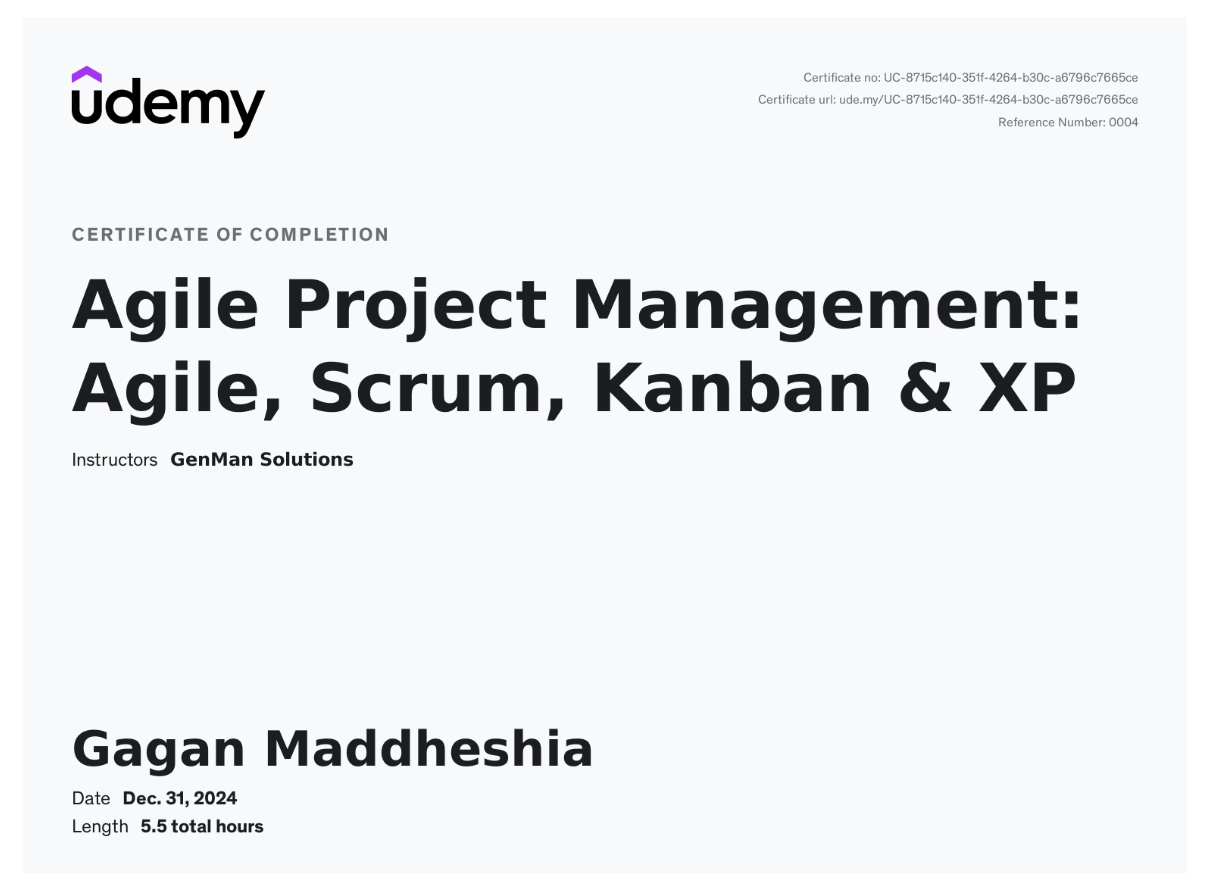 udemy
Certificate no: UC-8715c140-351f-4264-b30c-a6796c7665ce
Certificate url: ude.my/UC-8715c140-351f-4264-b30c-a6796c7665ce
Reference Number: 0004
CERTIFICATE OF COMPLETION
Agile Project Management:
Agile, Scrum, Kanban & XP
Instructors GenMan Solutions
Gagan Maddheshia
Date Dec. 31, 2024
Length 5.5 total hours